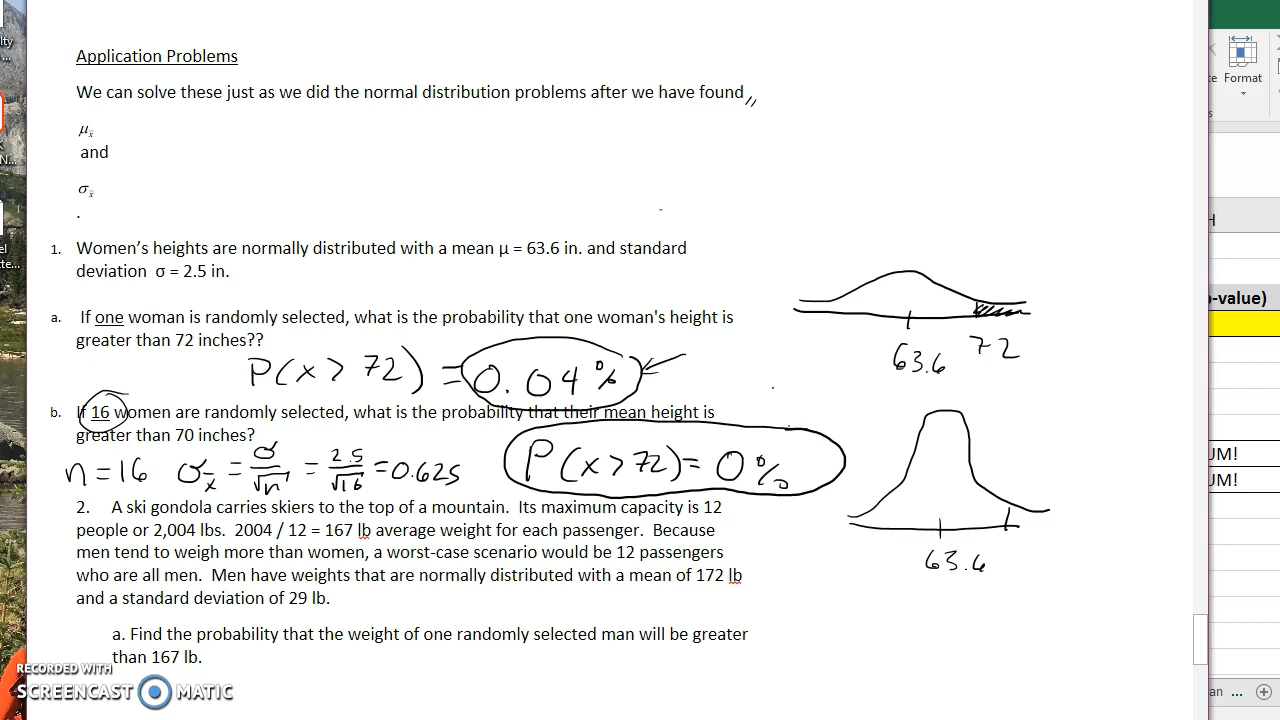 Application Problems
We can solve these just as we did the normal distribution problems after we have found
μx̄
and
σx̄
.
1. Women's heights are normally distributed with a mean μ = 63.6 in. and standard
deviation σ = 2.5 in.
a. If one woman is randomly selected, what is the probability that one woman's height is
greater than 72 inches??
P(x > 72) = 0.04%
63.6 72
b. If 16 women are randomly selected, what is the probability that their mean height is
greater than 70 inches?
n = 16 σx̄ = σ/√n = 2.5/√16 = 0.625
P(x > 72) = 0%
63.6
2. A ski gondola carries skiers to the top of a mountain. Its maximum capacity is 12
people or 2,004 lbs. 2004 / 12 = 167 lb average weight for each passenger. Because
men tend to weigh more than women, a worst-case scenario would be 12 passengers
who are all men. Men have weights that are normally distributed with a mean of 172 lb
and a standard deviation of 29 lb.
a. Find the probability that the weight of one randomly selected man will be greater
than 167 lb.
RECORDED WITH
SCREENCAST MATIC
Format
-value)
UM!
UM!
an ...